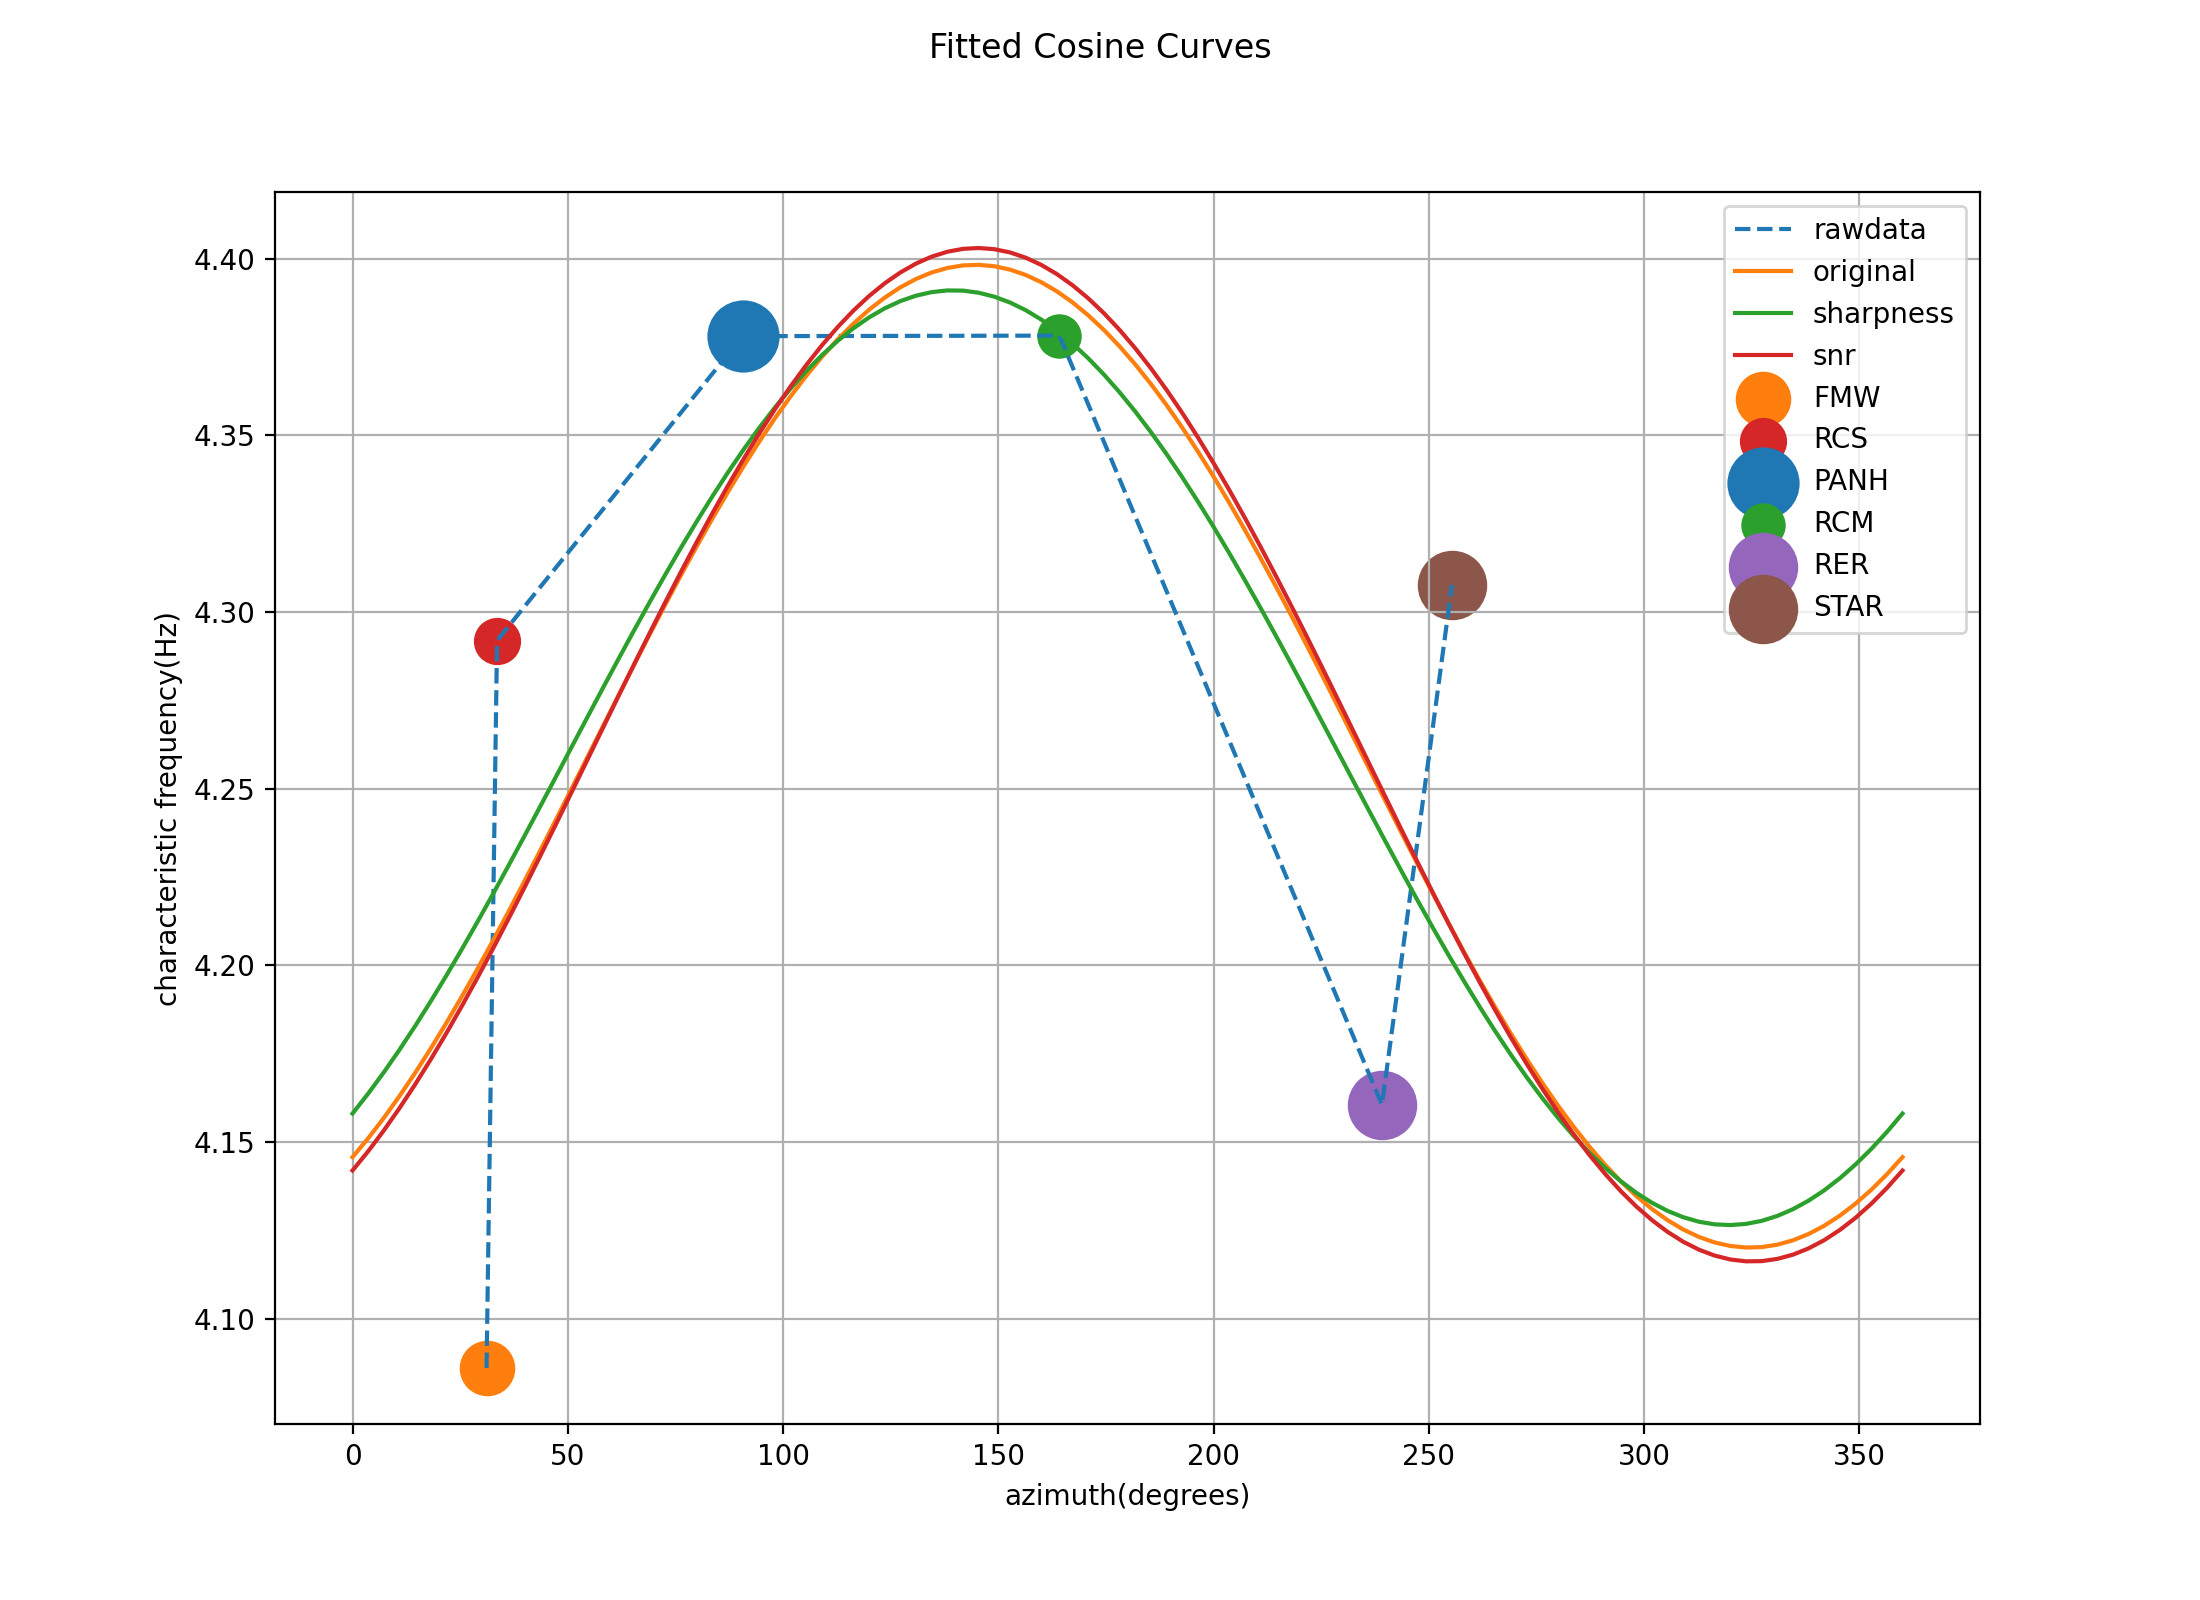 Fitted Cosine Curves
4.40
4.35
4.30
4.25
4.20
4.15
4.10
characteristic frequency(Hz)
0 50 100 150 200 250 300 350
azimuth(degrees)
rawdata
original
sharpness
snr
FMW
RCS
PANH
RCM
RER
STAR